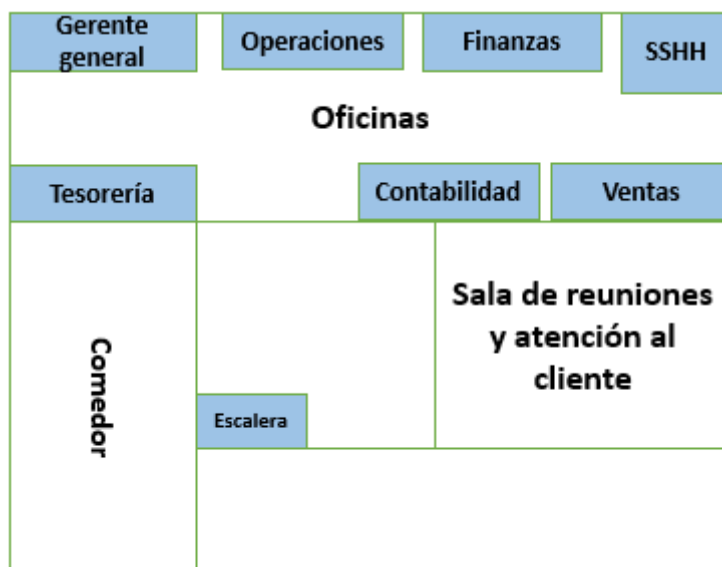 Gerente
general
Operaciones
Finanzas
SSHH
Oficinas
Tesorería
Contabilidad
Ventas
Comedor
Sala de reuniones
y atención al
cliente
Escalera